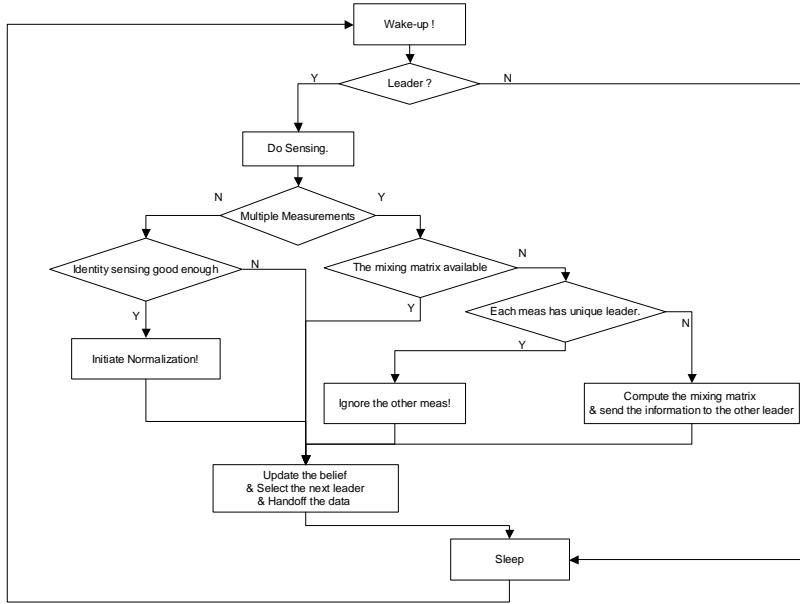 Wake-up !
Leader ?
Y
N
Do Sensing.
N
Y
Multiple Measurements
Identity sensing good enough
N
The mixing matrix available
N
Y
Y
Each meas has unique leader.
N
Y
Initiate Normalization!
Ignore the other meas!
Compute the mixing matrix
& send the information to the other leader
Update the belief
& Select the next leader
& Handoff the data
Sleep